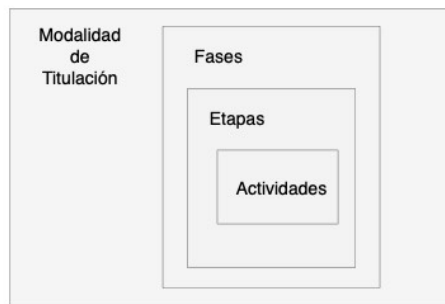 Modalidad
de
Titulación
Fases
Etapas
Actividades